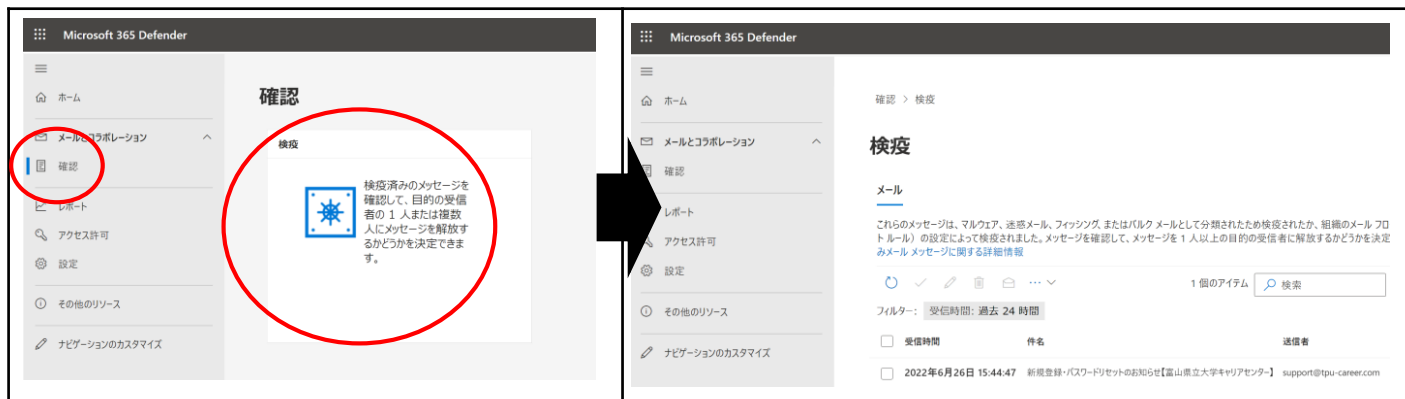 Microsoft 365 Defender
ホーム
メールとコラボレーション
確認
レポート
アクセス許可
設定
その他のリソース
ナビゲーションのカスタマイズ
確認
検疫
検疫済みのメッセージを
確認して、目的の受信
者の 1 人または複数
人にメッセージを解放す
るかどうかを決定できま
す。
Microsoft 365 Defender
ホーム
メールとコラボレーション
確認
レポート
アクセス許可
設定
その他のリソース
ナビゲーションのカスタマイズ
確認 > 検疫
検疫
メール
これらのメッセージは、マルウェア、迷惑メール、フィッシング、またはバルク メールとして分類されたため検疫されたか、組織のメール フロ
ト ルール) の設定によって検疫されました。メッセージを確認して、メッセージを 1 人以上の目的の受信者に解放するかどうかを決定
みメール メッセージに関する詳細情報
1 個のアイテム 検索
フィルター: 受信時間: 過去 24 時間
受信時間 件名 送信者
2022年6月26日 15:44:47 新規登録・パスワードリセットのお知らせ【富山県立大学キャリアセンター】 support@tpu-career.com